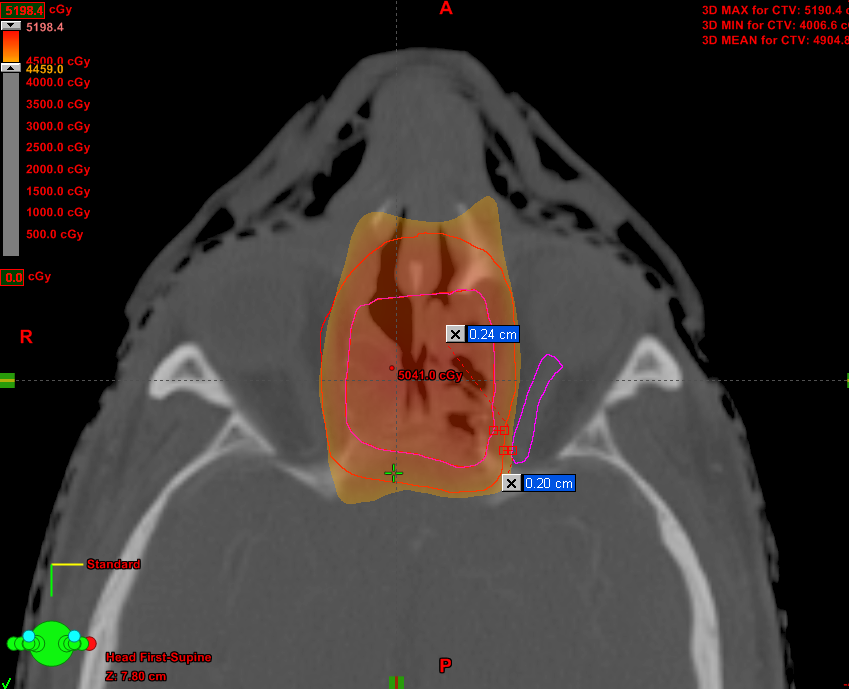 5198.4 cGy
5198.4
4500.0 cGy
4459.0
4000.0 cGy
3500.0 cGy
3000.0 cGy
2500.0 cGy
2000.0 cGy
1500.0 cGy
1000.0 cGy
500.0 cGy
0.0 cGy
A
3D MAX for CTV: 5190.4 c
3D MIN for CTV: 4006.6 c
3D MEAN for CTV: 4904.8
R
0.24 cm
5041.0 cGy
0.20 cm
Standard
Head First-Supine
Z: 7.80 cm
P